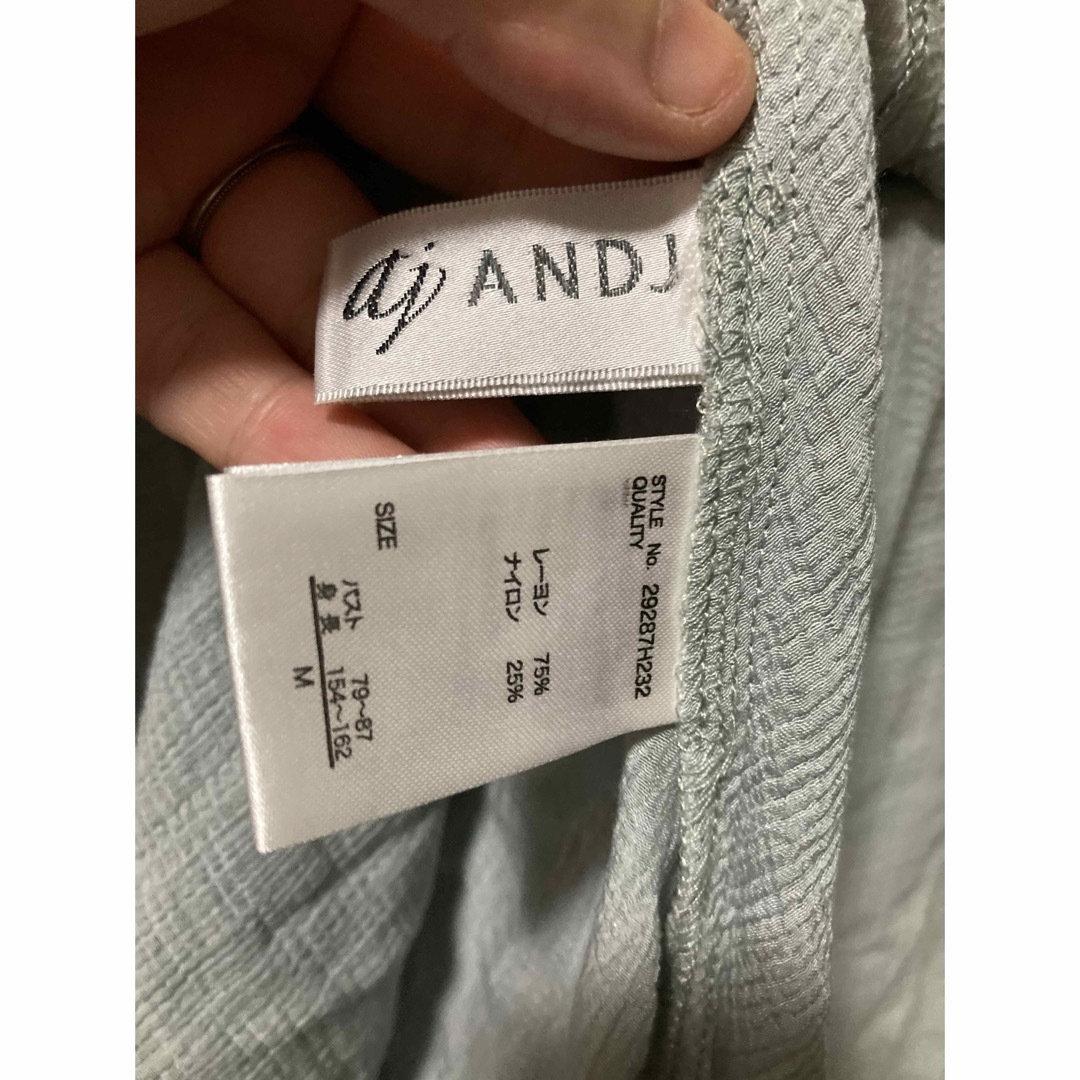 aj ANDJ
STYLE No. 29287H232
QUALITY
レーヨン 75%
ナイロン 25%
SIZE
バスト 79~87
身長 154~162
M